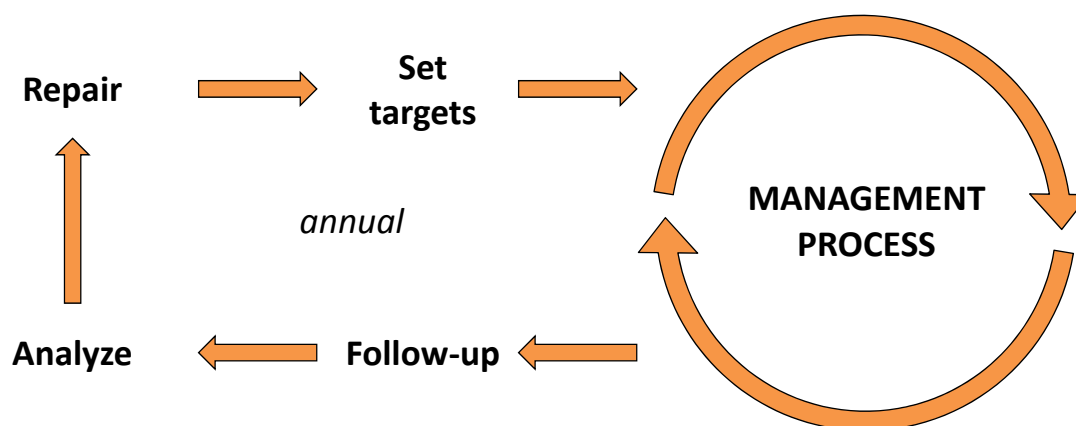 Repair
Set
targets
annual
MANAGEMENT
PROCESS
Analyze
Follow-up